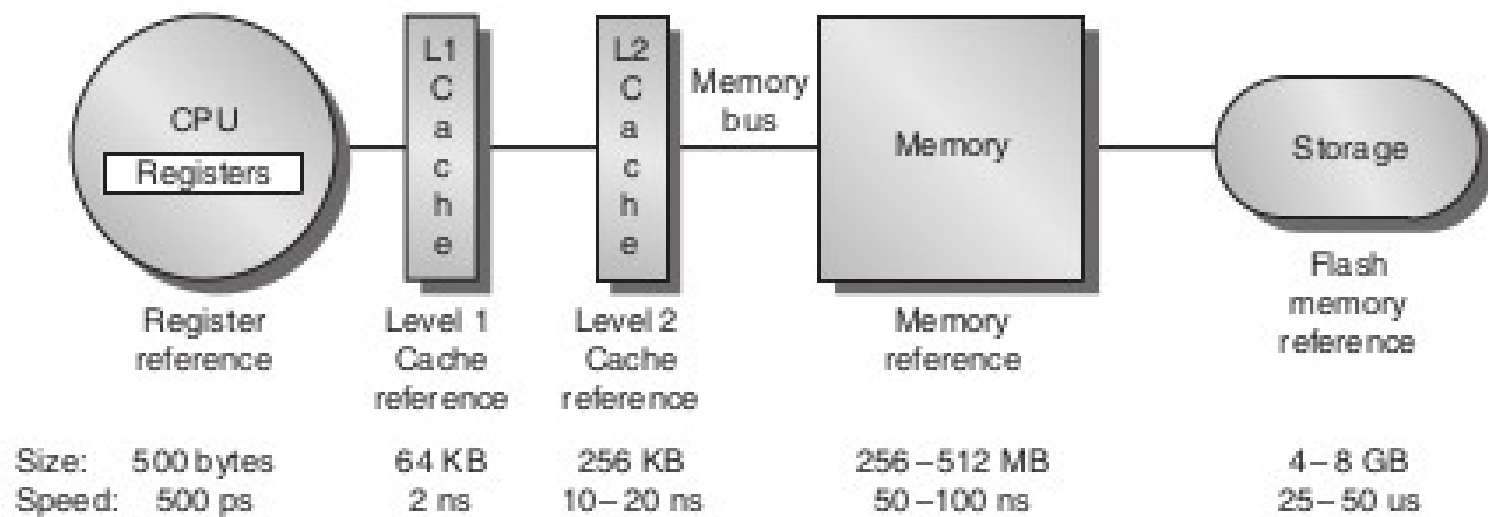 CPU
Registers
L1
C
a
c
h
e
L2
C
a
c
h
e
Memory
bus
Memory
Storage
Register
reference
Level 1
Cache
reference
Level 2
Cache
reference
Memory
reference
Flash
memory
reference
Size: 500 bytes 64 KB 256 KB 256–512 MB 4–8 GB
Speed: 500 ps 2 ns 10–20 ns 50–100 ns 25–50 us